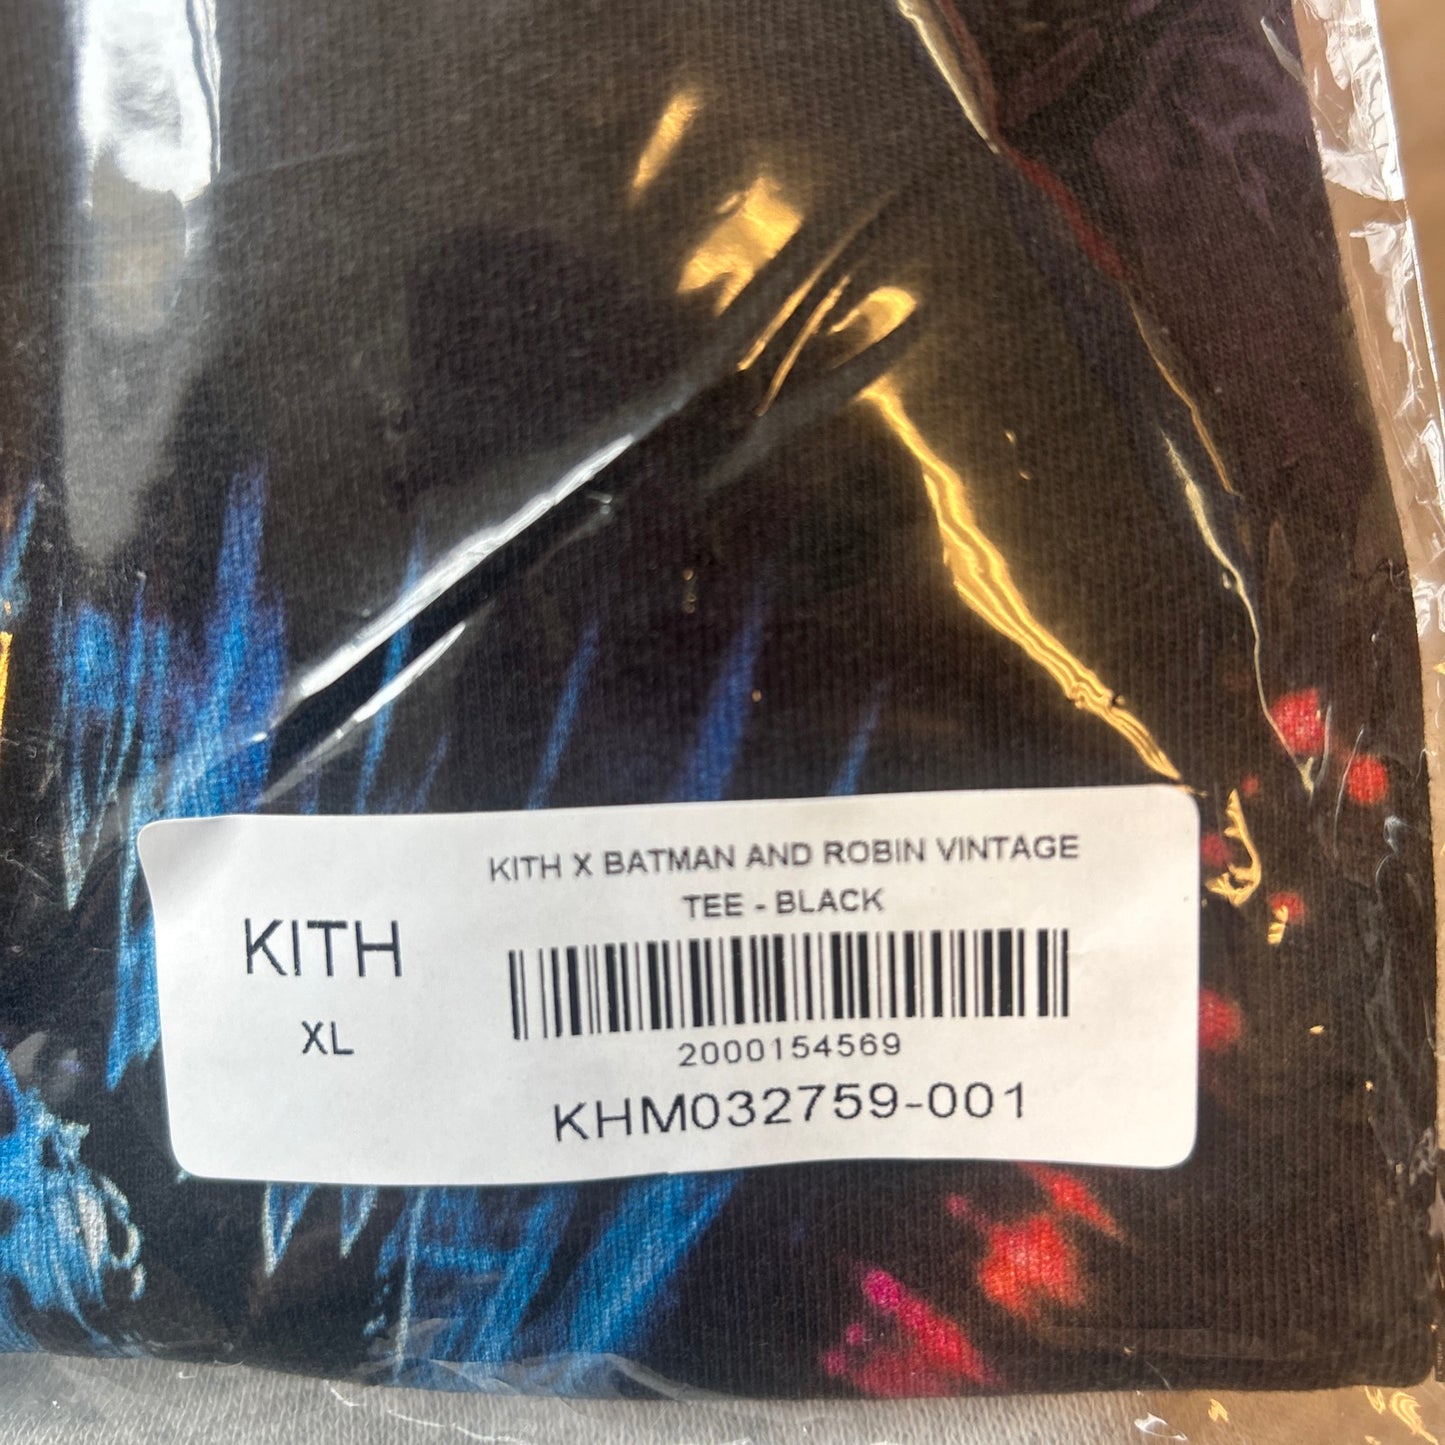 KITH
XL
KITH X BATMAN AND ROBIN VINTAGE
TEE - BLACK
2000154569
KHM032759-001